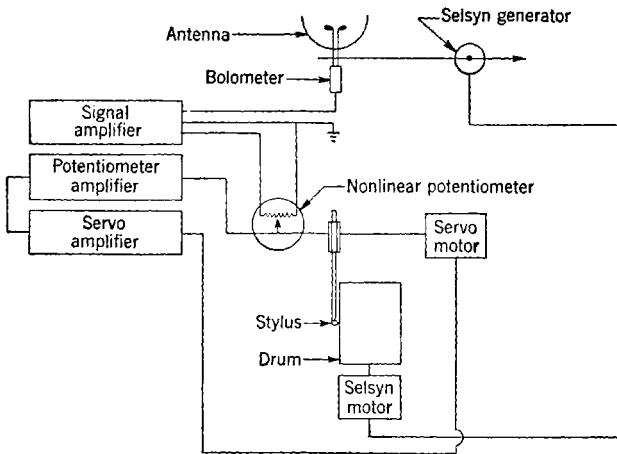 Selsyn generator
Antenna
Bolometer
Signal
amplifier
Potentiometer
amplifier
Nonlinear potentiometer
Servo
amplifier
Servo
motor
Stylus
Drum
Selsyn
motor